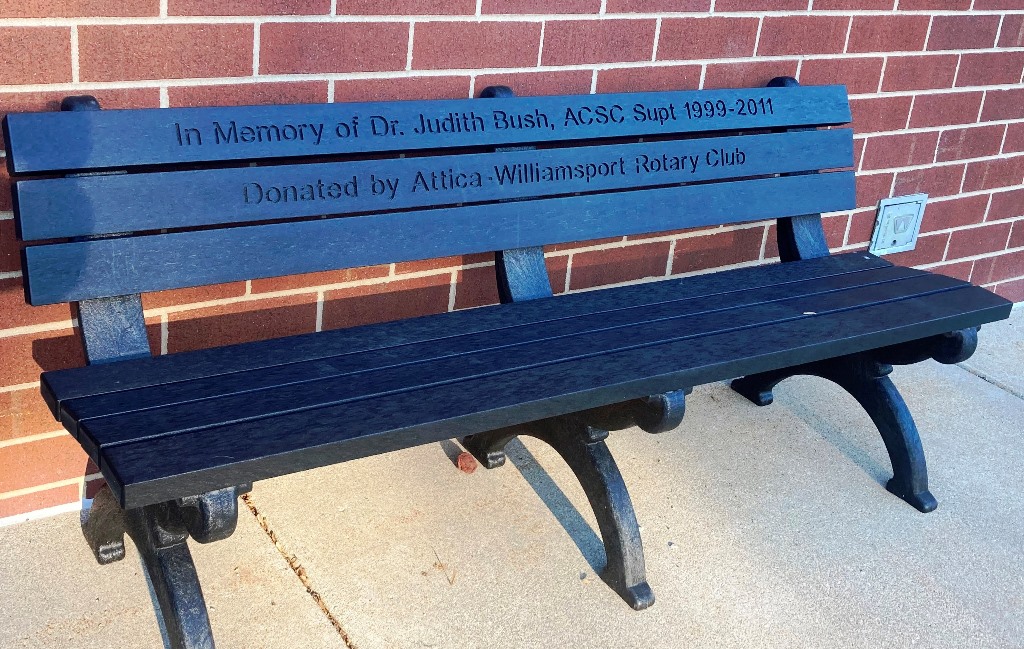 In Memory of Dr. Judith Bush, ACSC Supt 1999-2011
Donated by Attica-Williamsport Rotary Club